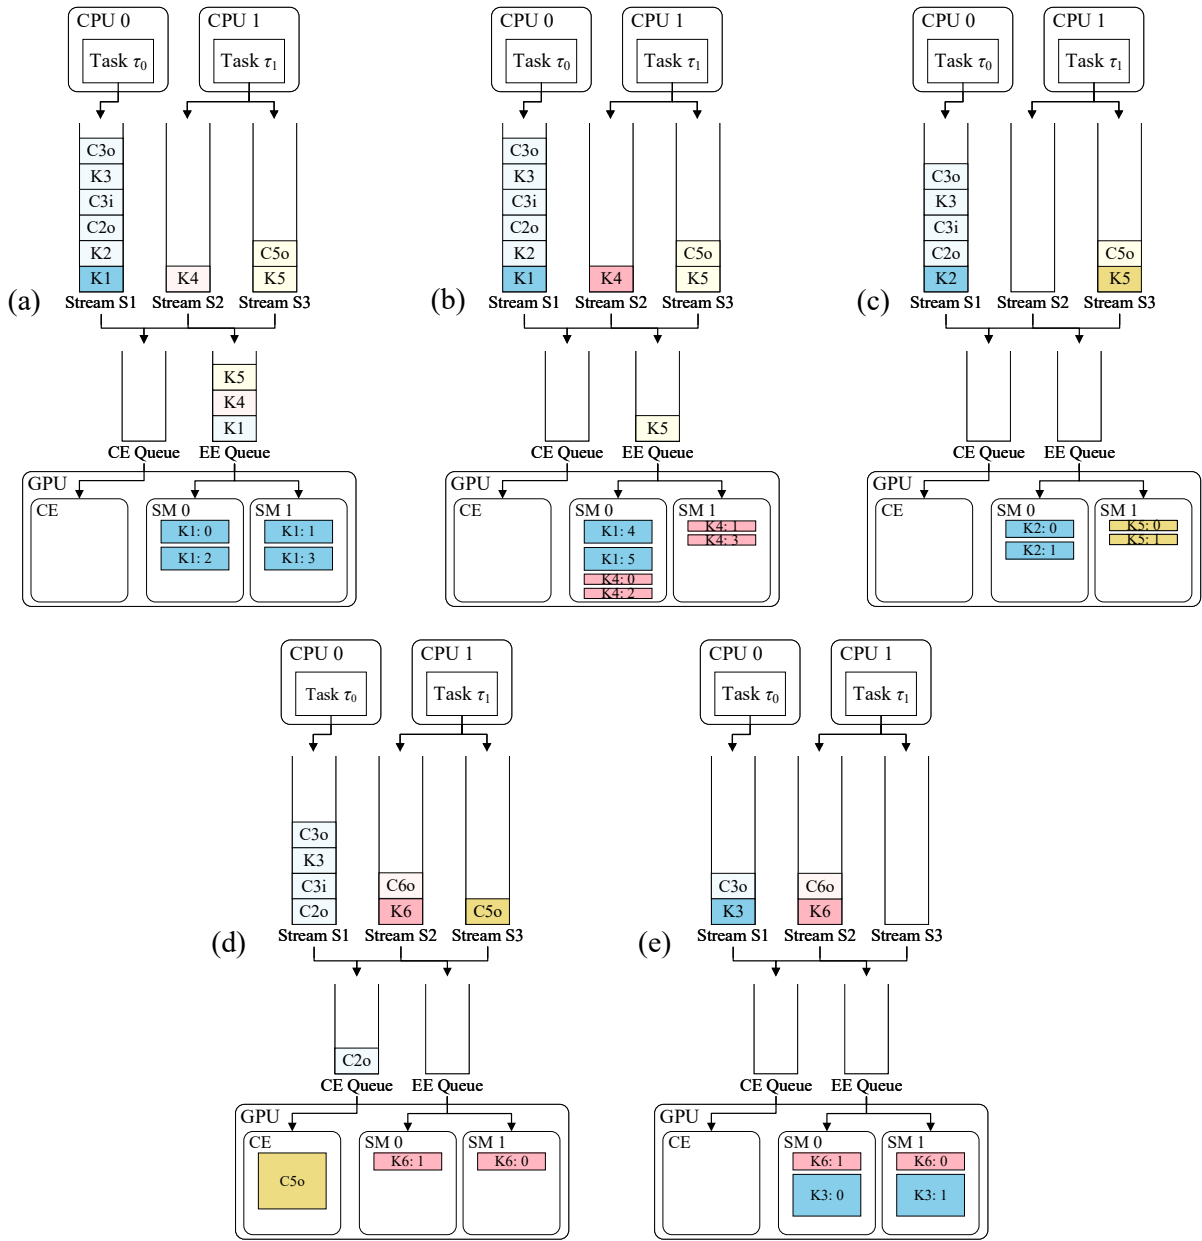 CPU 0
CPU 1
Task τ0
Task τ1
C3o
K3
C3i
C2o
K2
K1
K4
C5o
K5
(a)
Stream S1
Stream S2
Stream S3
K5
K4
K1
CE Queue
EE Queue
GPU
CE
SM 0
SM 1
K1: 0
K1: 1
K1: 2
K1: 3
CPU 0
CPU 1
Task τ0
Task τ1
C3o
K3
C3i
C2o
K2
K1
K4
C5o
K5
(b)
Stream S1
Stream S2
Stream S3
K5
CE Queue
EE Queue
GPU
CE
SM 0
SM 1
K1: 4
K1: 5
K4: 0
K4: 2
K4: 1
K4: 3
CPU 0
CPU 1
Task τ0
Task τ1
C3o
K3
C3i
C2o
K2
C5o
K5
(c)
Stream S1
Stream S2
Stream S3
CE Queue
EE Queue
GPU
CE
SM 0
SM 1
K2: 0
K2: 1
K5: 0
K5: 1
CPU 0
CPU 1
Task τ0
Task τ1
C3o
K3
C3i
C2o
C6o
K6
C5o
(d)
Stream S1
Stream S2
Stream S3
C2o
CE Queue
EE Queue
GPU
CE
SM 0
SM 1
C5o
K6: 1
K6: 0
CPU 0
CPU 1
Task τ0
Task τ1
C3o
K3
C6o
K6
(e)
Stream S1
Stream S2
Stream S3
CE Queue
EE Queue
GPU
CE
SM 0
SM 1
K6: 1
K6: 0
K3: 0
K3: 1